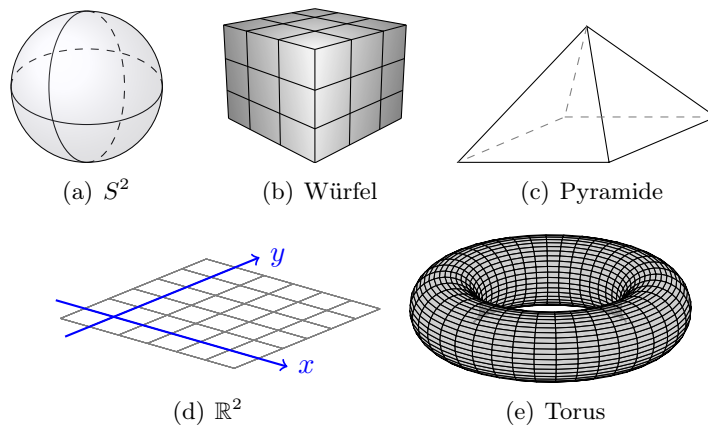 (a) S²
(b) Würfel
(c) Pyramide
y
x
(d) ℝ²
(e) Torus